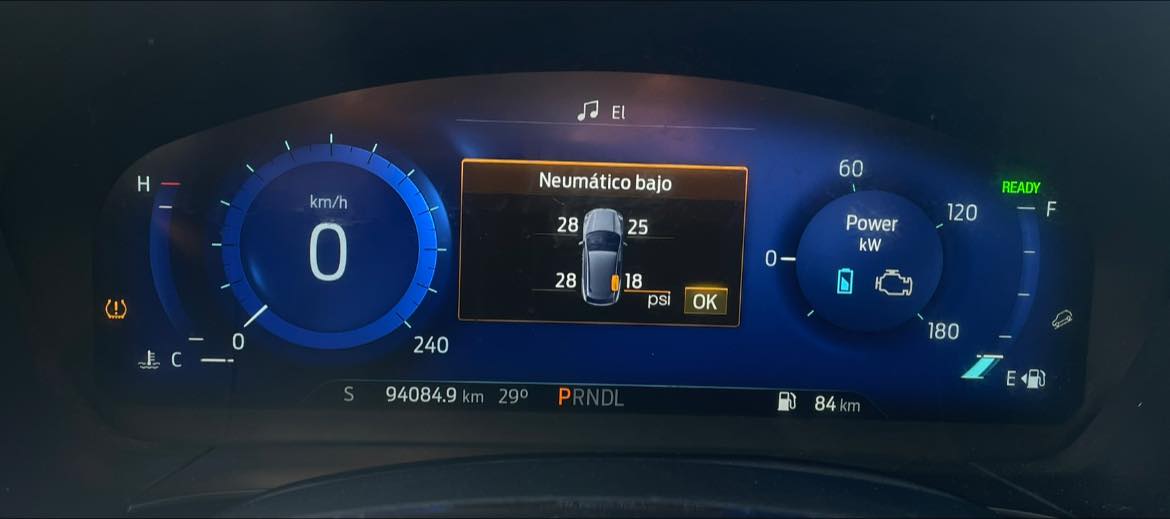 El
H
km/h
0
0
240
C
Neumático bajo
28 25
28 18
psi OK
60
120
Power
kW
0
180
READY
F
E
S 94084.9 km 29° PRNDL 84 km